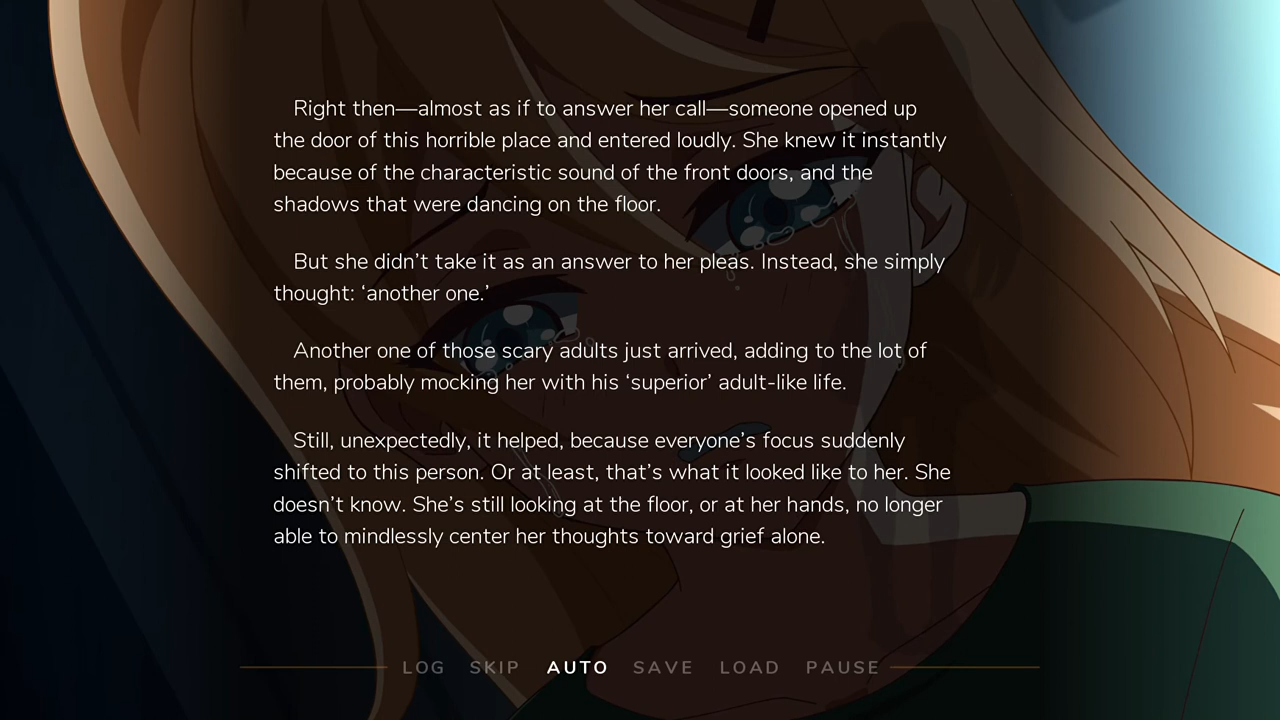 Right then—almost as if to answer her call—someone opened up
the door of this horrible place and entered loudly. She knew it instantly
because of the characteristic sound of the front doors, and the
shadows that were dancing on the floor.
But she didn’t take it as an answer to her pleas. Instead, she simply
thought: ‘another one.’
Another one of those scary adults just arrived, adding to the lot of
them, probably mocking her with his ‘superior’ adult-like life.
Still, unexpectedly, it helped, because everyone’s focus suddenly
shifted to this person. Or at least, that’s what it looked like to her. She
doesn’t know. She’s still looking at the floor, or at her hands, no longer
able to mindlessly center her thoughts toward grief alone.
LOG SKIP AUTO SAVE LOAD PAUSE